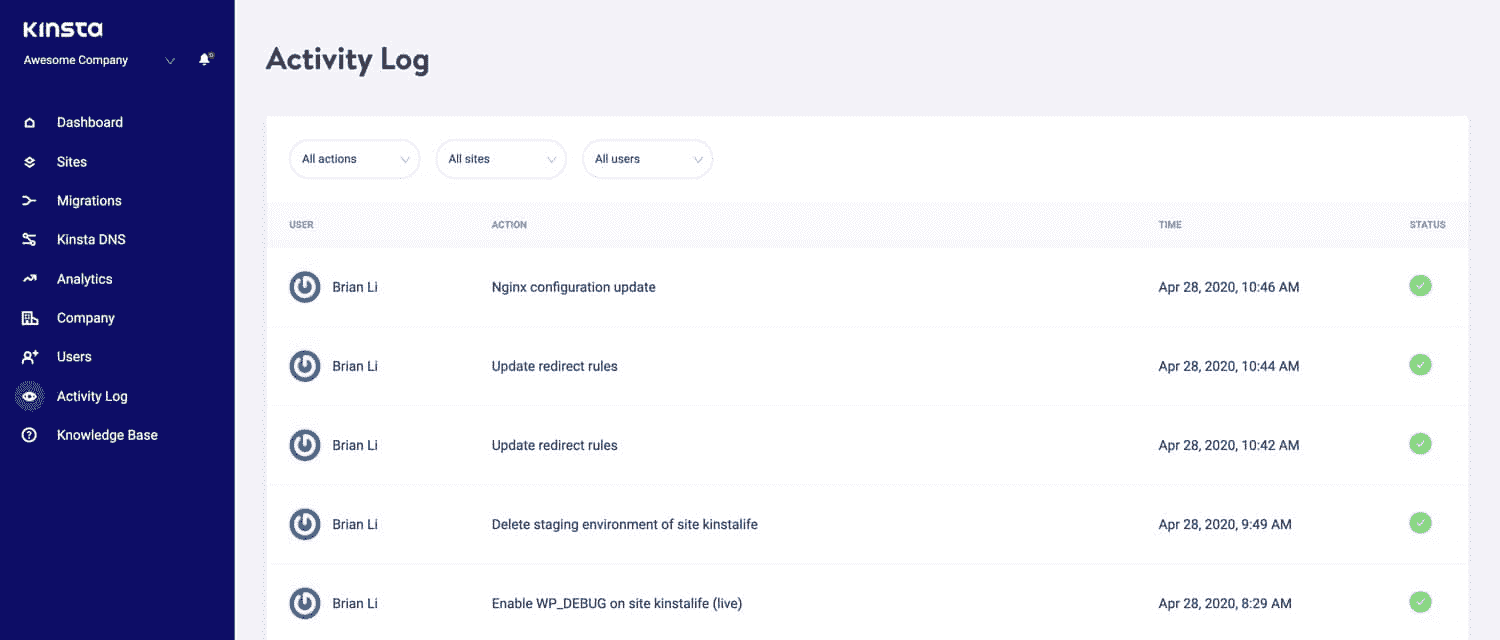 KINSTA
Awesome Company
Dashboard
Sites
Migrations
Kinsta DNS
Analytics
Company
Users
Activity Log
Knowledge Base
Activity Log
All actions All sites All users
USER ACTION TIME STATUS
Brian Li Nginx configuration update Apr 28, 2020, 10:46 AM
Brian Li Update redirect rules Apr 28, 2020, 10:44 AM
Brian Li Update redirect rules Apr 28, 2020, 10:42 AM
Brian Li Delete staging environment of site kinstalife Apr 28, 2020, 9:49 AM
Brian Li Enable WP_DEBUG on site kinstalife (live) Apr 28, 2020, 8:29 AM